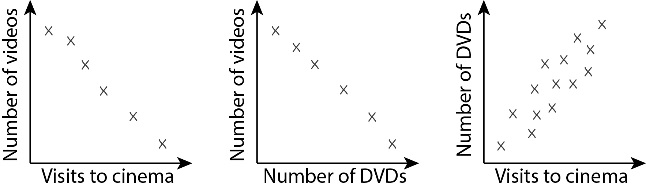 Number of videos
Visits to cinema
Number of videos
Number of DVDs
Number of DVDs
Visits to cinema